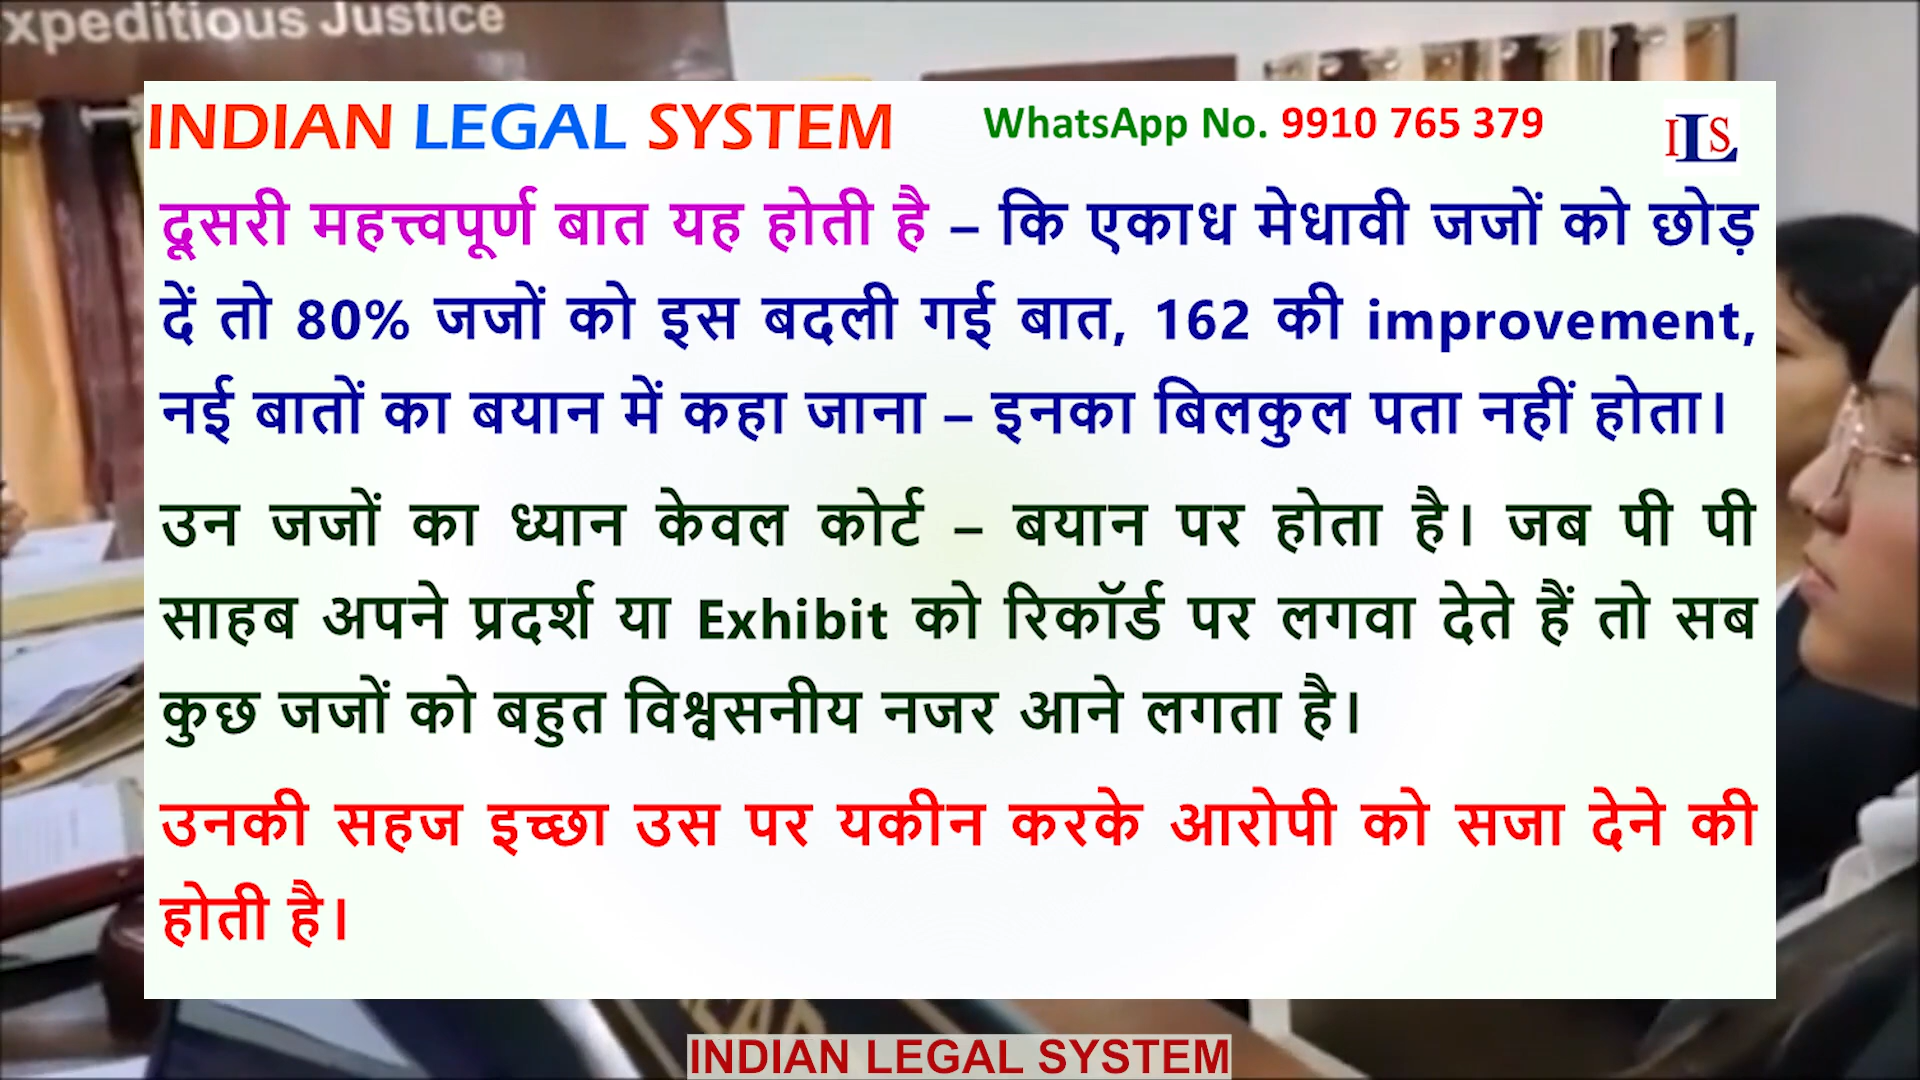 xpeditious Justice
INDIAN LEGAL SYSTEM WhatsApp No. 9910 765 379 ILS
दूसरी महत्त्वपूर्ण बात यह होती है – कि एकाध मेधावी जजों को छोड़
दें तो 80% जजों को इस बदली गई बात, 162 की improvement,
नई बातों का बयान में कहा जाना – इनका बिलकुल पता नहीं होता।
उन जजों का ध्यान केवल कोर्ट – बयान पर होता है। जब पी पी
साहब अपने प्रदर्श या Exhibit को रिकॉर्ड पर लगवा देते हैं तो सब
कुछ जजों को बहुत विश्वसनीय नजर आने लगता है।
उनकी सहज इच्छा उस पर यकीन करके आरोपी को सजा देने की
होती है।
INDIAN LEGAL SYSTEM